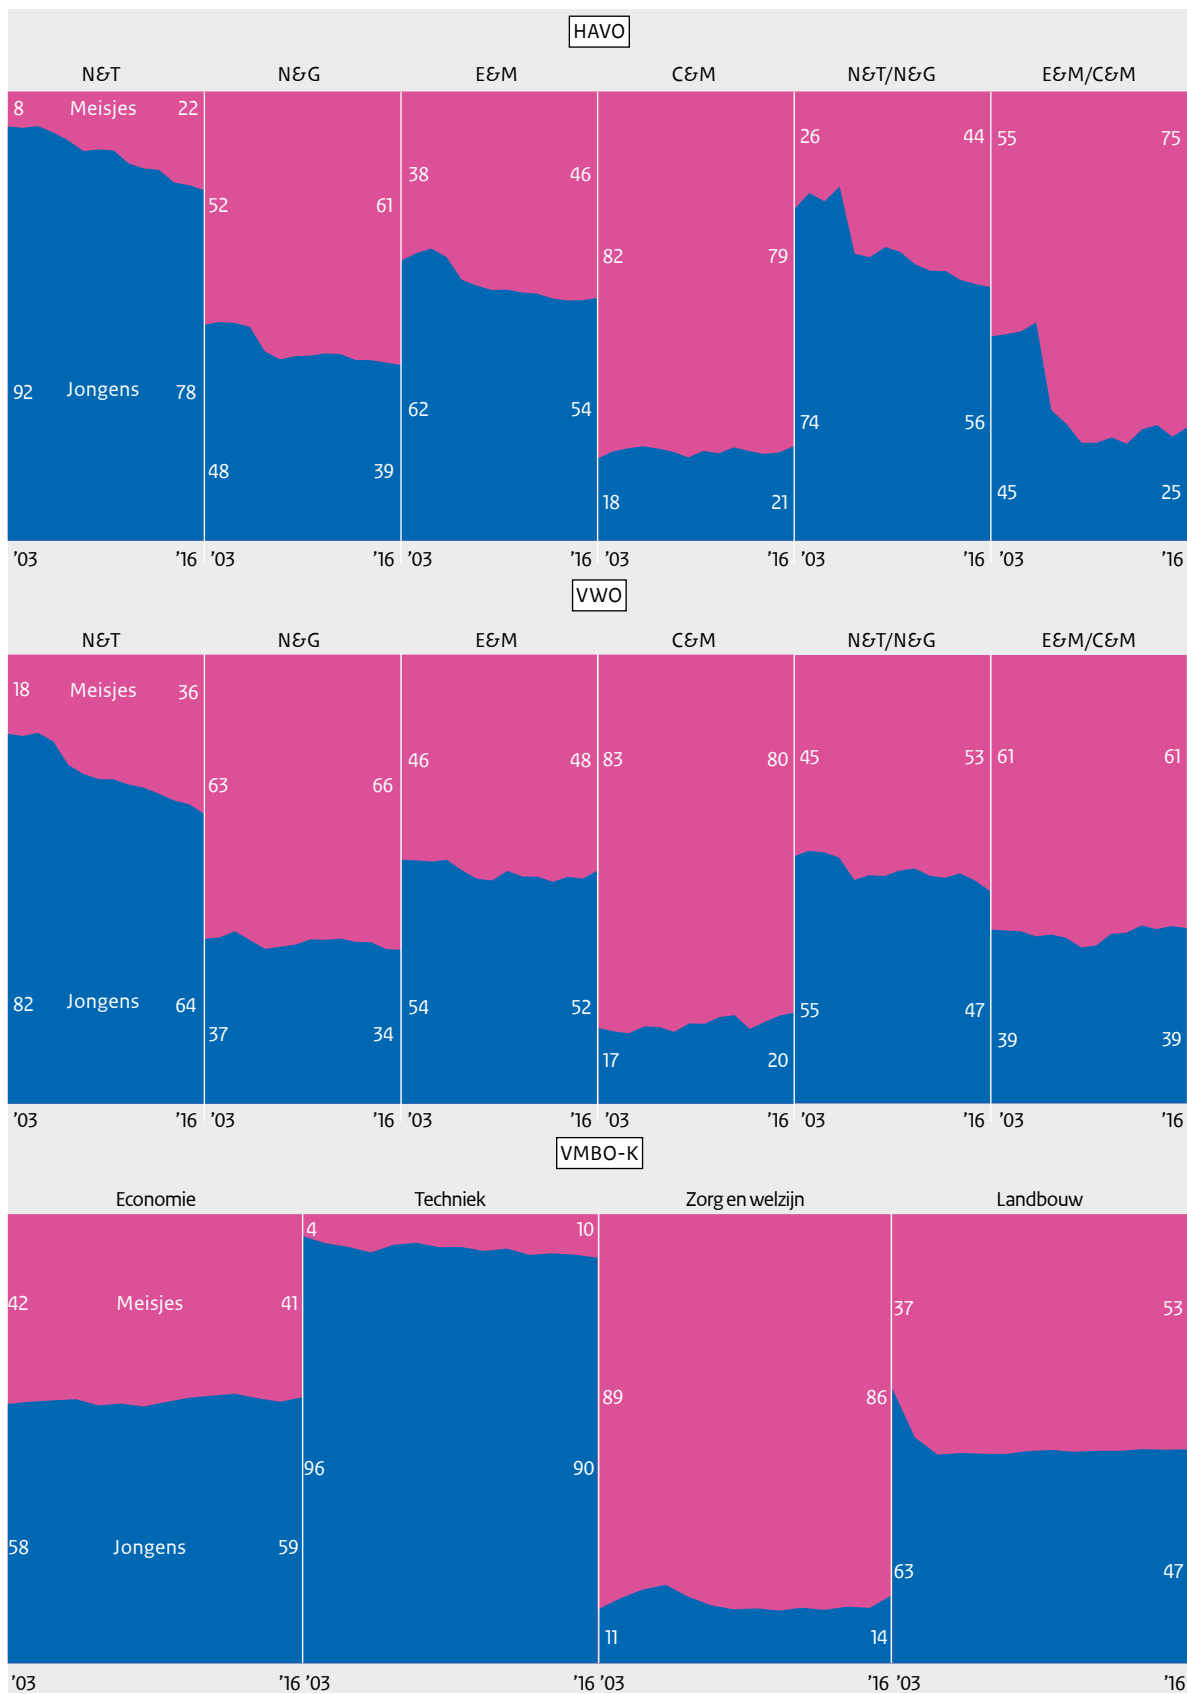 HAVO
N&T N&G E&M C&M N&T/N&G E&M/C&M
8 Meisjes 22
26 44 55 75
38 46
52 61
82 79
92 Jongens 78
62 54
74 56
48 39
45 25
18 21
'03 '16 '03 '16 '03 '16 '03 '16 '03 '16 '03 '16
VWO
N&T N&G E&M C&M N&T/N&G E&M/C&M
18 Meisjes 36
46 48 83 80 45 53 61 61
63 66
82 Jongens 64
54 52
55 47
37 34
39 39
17 20
'03 '16 '03 '16 '03 '16 '03 '16 '03 '16 '03 '16
VMBO-K
Economie Techniek Zorg en welzijn Landbouw
4 10
42 Meisjes 41
37 53
89 86
96 90
58 Jongens 59
63 47
11 14
'03 '16 '03 '16 '03 '16 '03 '16